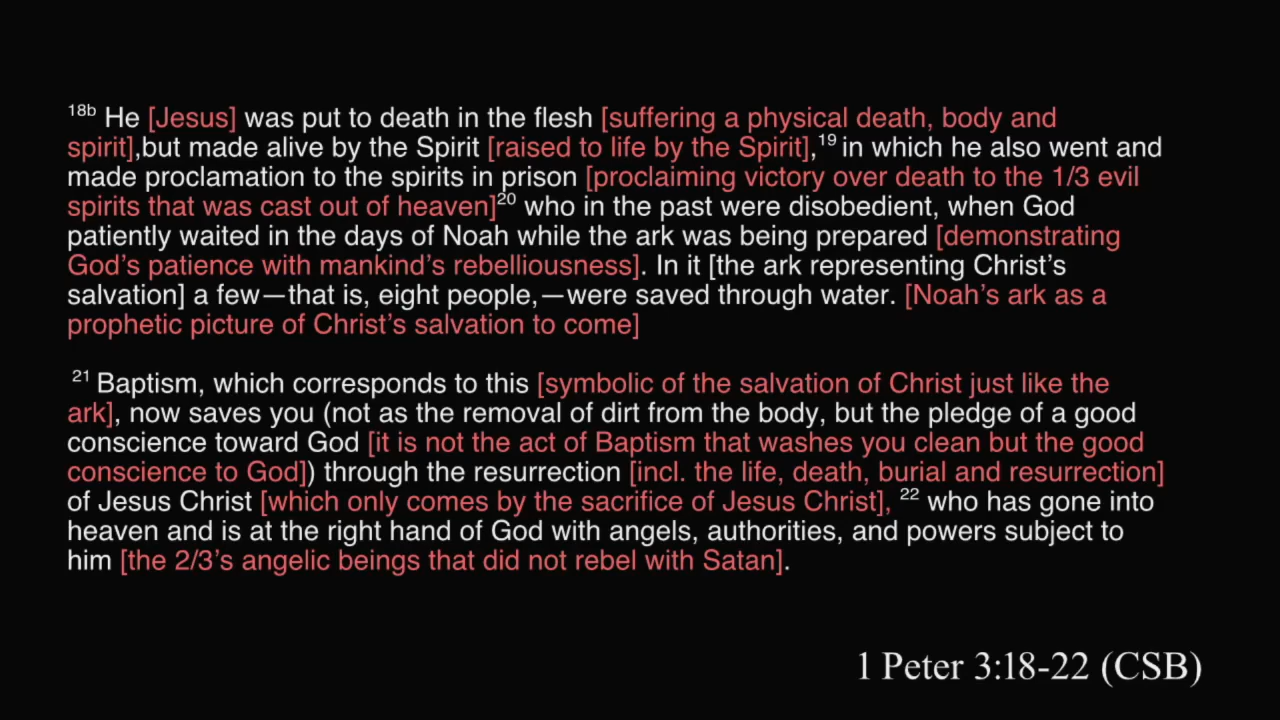 18b He [Jesus] was put to death in the flesh [suffering a physical death, body and
spirit],but made alive by the Spirit [raised to life by the Spirit],19 in which he also went and
made proclamation to the spirits in prison [proclaiming victory over death to the 1/3 evil
spirits that was cast out of heaven]20 who in the past were disobedient, when God
patiently waited in the days of Noah while the ark was being prepared [demonstrating
God’s patience with mankind’s rebelliousness]. In it [the ark representing Christ’s
salvation] a few—that is, eight people,—were saved through water. [Noah’s ark as a
prophetic picture of Christ’s salvation to come]
21 Baptism, which corresponds to this [symbolic of the salvation of Christ just like the
ark], now saves you (not as the removal of dirt from the body, but the pledge of a good
conscience toward God [it is not the act of Baptism that washes you clean but the good
conscience to God]) through the resurrection [incl. the life, death, burial and resurrection]
of Jesus Christ [which only comes by the sacrifice of Jesus Christ], 22 who has gone into
heaven and is at the right hand of God with angels, authorities, and powers subject to
him [the 2/3’s angelic beings that did not rebel with Satan].
1 Peter 3:18-22 (CSB)